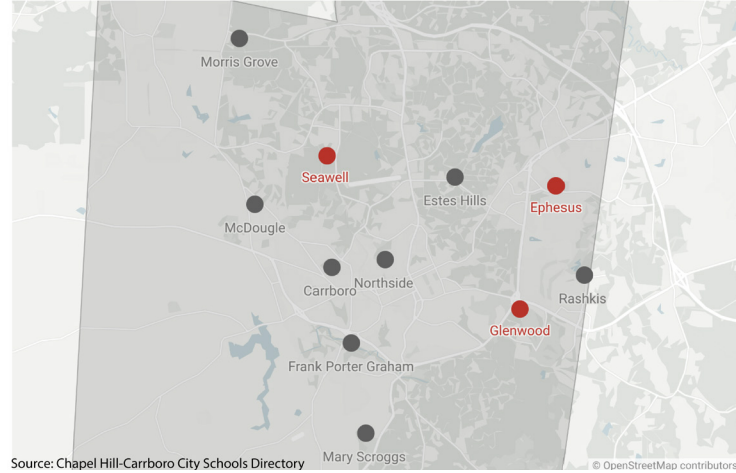 Morris Grove
Seawell
Estes Hills
Ephesus
McDougle
Northside
Carrboro
Rashkis
Glenwood
Frank Porter Graham
Mary Scroggs
Source: Chapel Hill-Carrboro City Schools Directory
© OpenStreetMap contributors